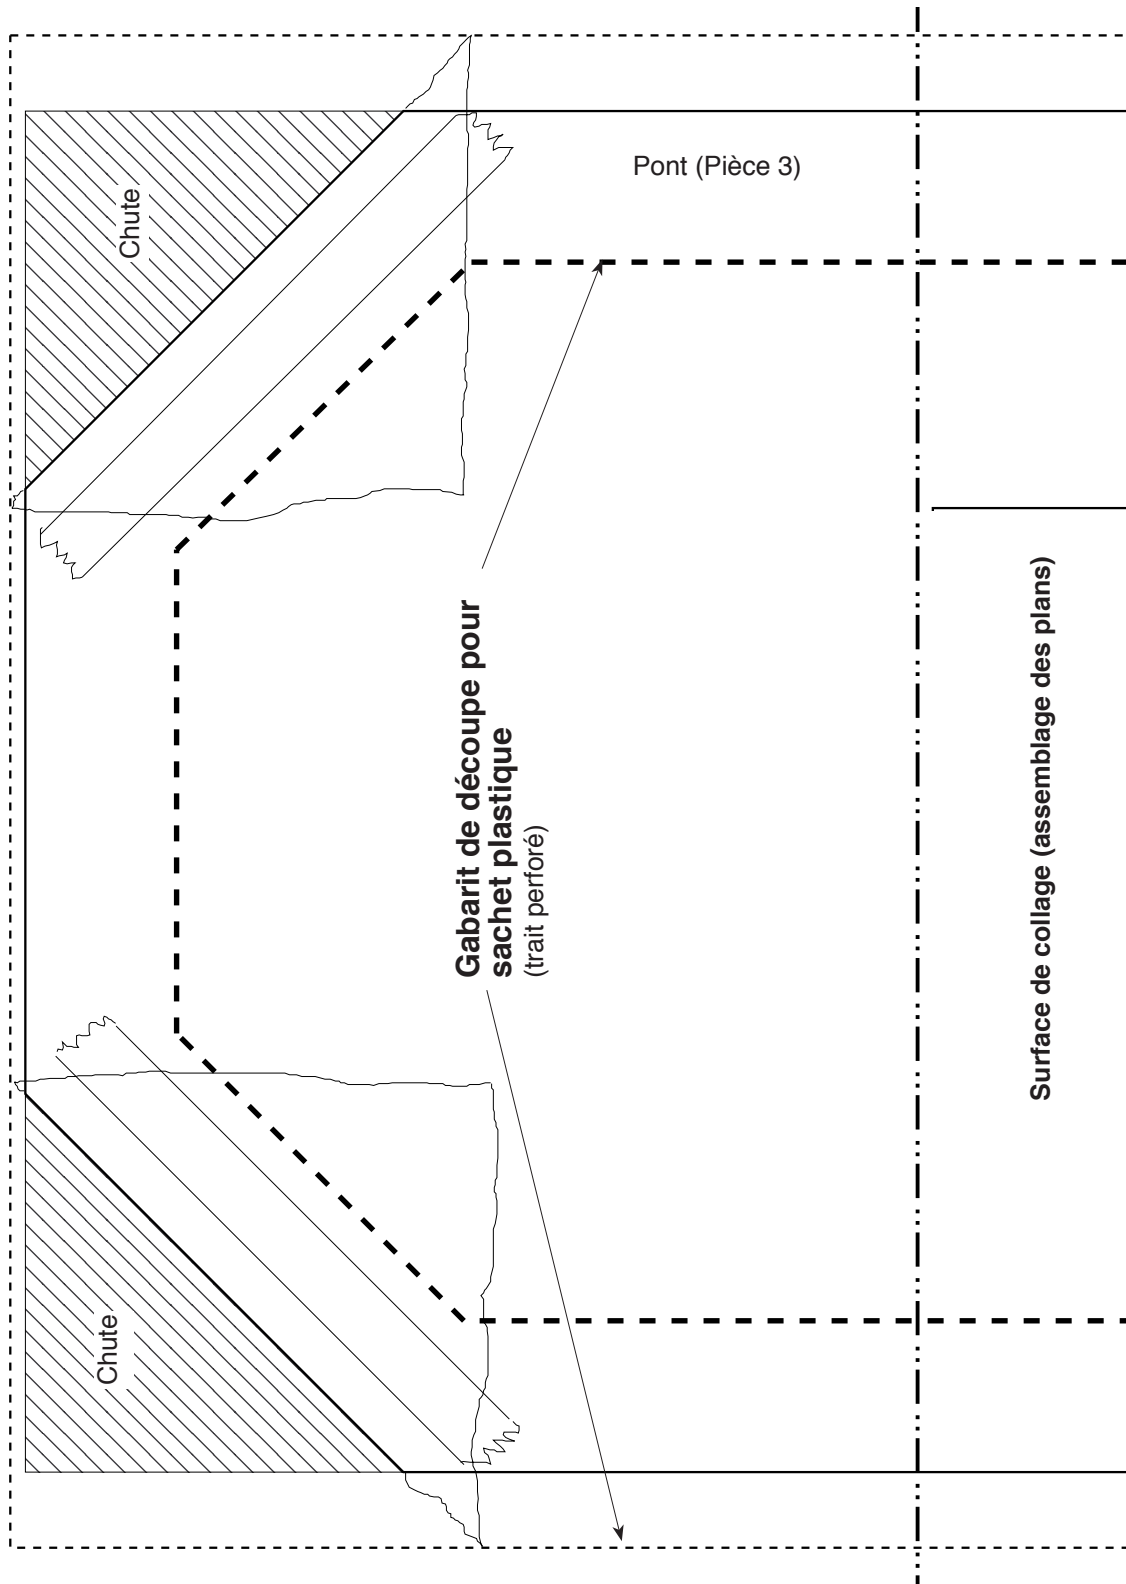 Pont (Pièce 3)
Chute
Gabarit de découpe pour
sachet plastique
(trait perforé)
Surface de collage (assemblage des plans)
Chute